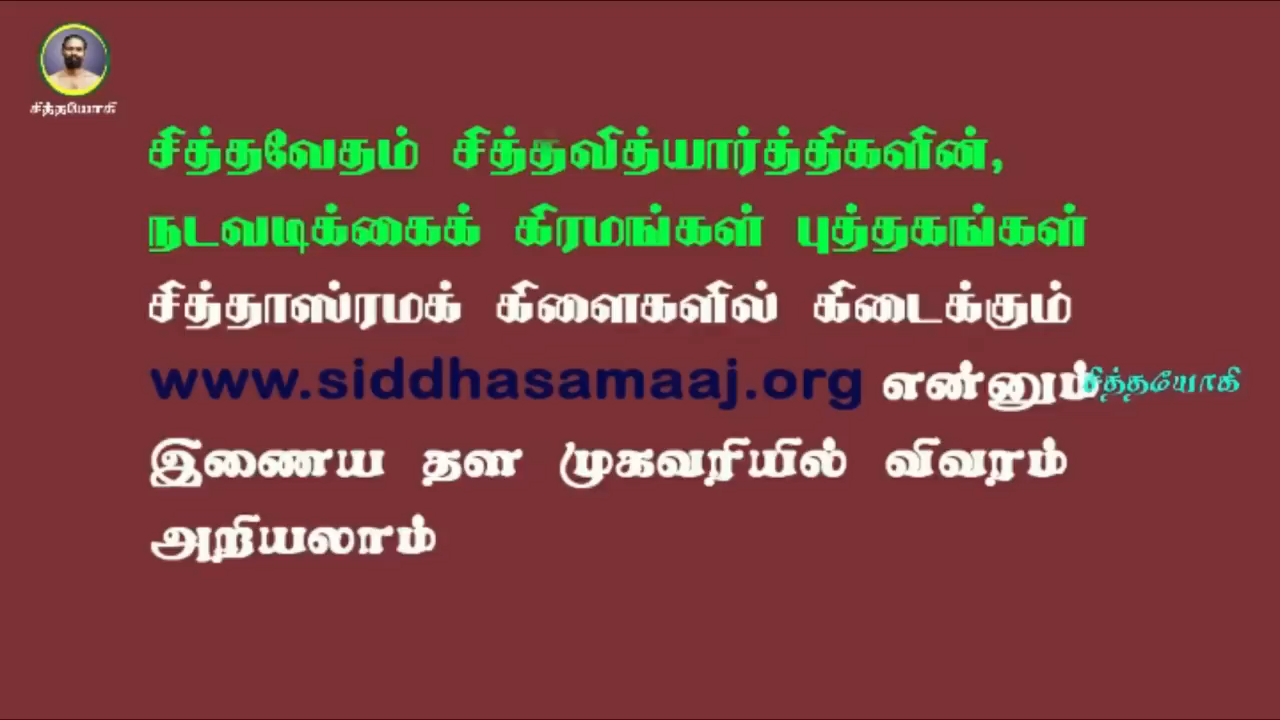 சித்தயோகி
சித்தவேதம் சித்தவித்யார்த்திகளின்,
நடவடிக்கைக் கிரமங்கள் புத்தகங்கள்
சித்தாஸ்ரமக் கிளைகளில் கிடைக்கும்
www.siddhasamaaj.org என்னும் சித்தயோகி
இணைய தள முகவரியில் விவரம்
அறியலாம்